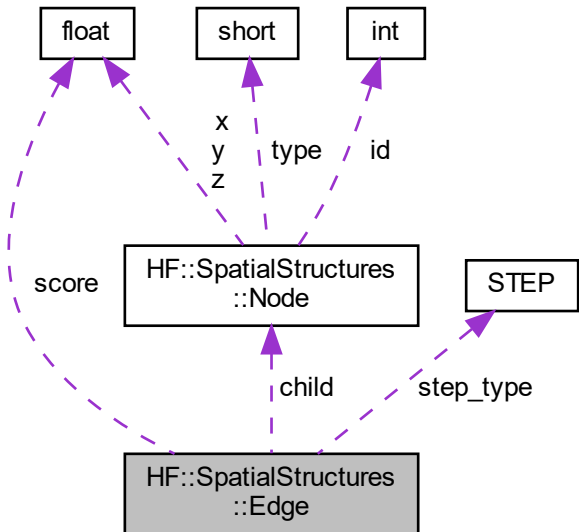 float
short
int
x
y
z
type
id
HF::SpatialStructures
::Node
STEP
score
child
step_type
HF::SpatialStructures
::Edge